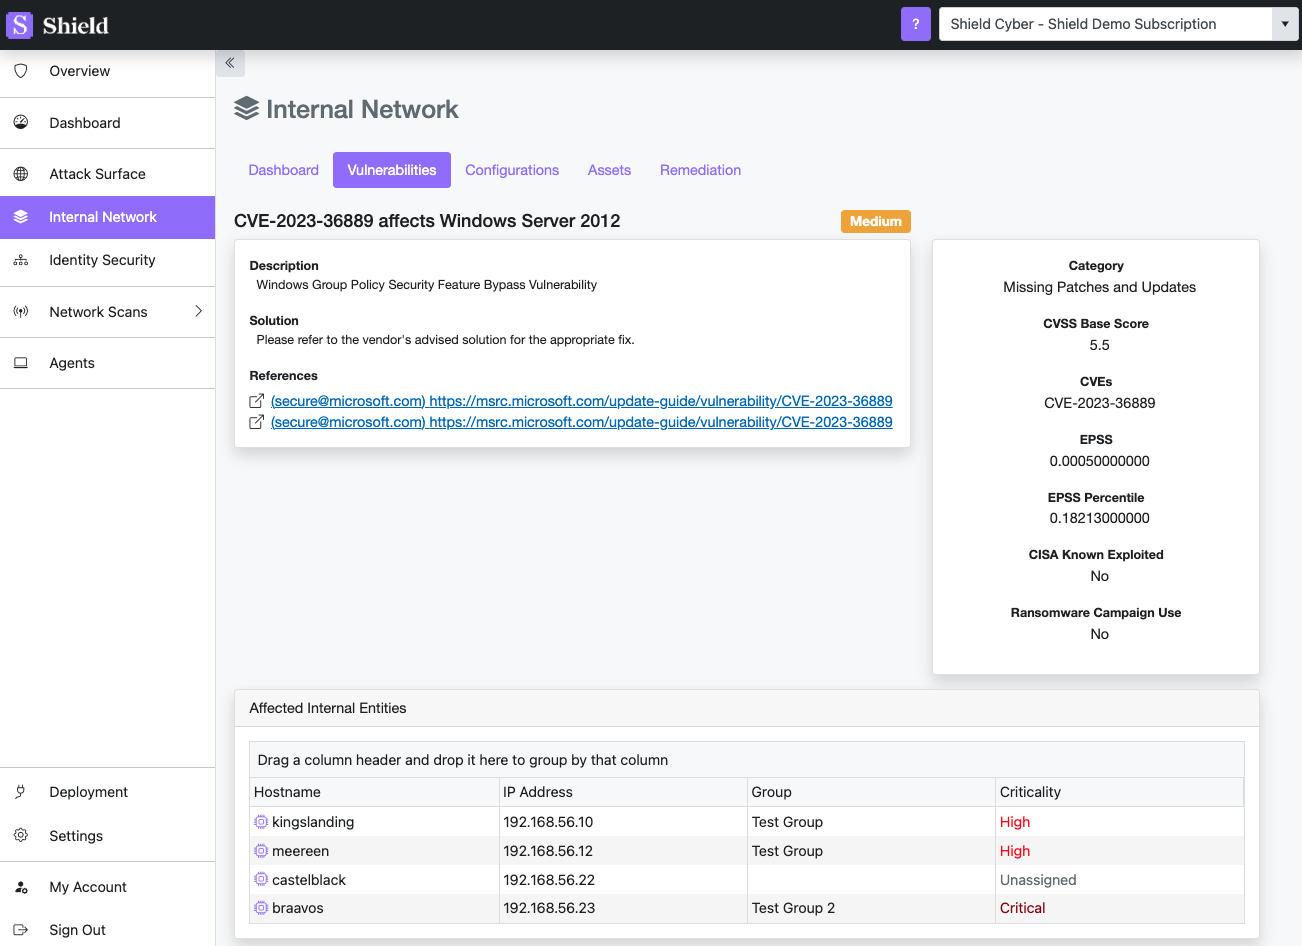 S Shield
?
Shield Cyber - Shield Demo Subscription
Overview
Dashboard
Attack Surface
Internal Network
Identity Security
Network Scans
Agents
Deployment
Settings
My Account
Sign Out
Internal Network
Dashboard Vulnerabilities Configurations Assets Remediation
CVE-2023-36889 affects Windows Server 2012 Medium
Description
Windows Group Policy Security Feature Bypass Vulnerability
Solution
Please refer to the vendor's advised solution for the appropriate fix.
References
(secure@microsoft.com) https://msrc.microsoft.com/update-guide/vulnerability/CVE-2023-36889
(secure@microsoft.com) https://msrc.microsoft.com/update-guide/vulnerability/CVE-2023-36889
Category
Missing Patches and Updates
CVSS Base Score
5.5
CVEs
CVE-2023-36889
EPSS
0.00050000000
EPSS Percentile
0.18213000000
CISA Known Exploited
No
Ransomware Campaign Use
No
Affected Internal Entities
Drag a column header and drop it here to group by that column
Hostname IP Address Group Criticality
kingslanding 192.168.56.10 Test Group High
meereen 192.168.56.12 Test Group High
castelblack 192.168.56.22 Unassigned
braavos 192.168.56.23 Test Group 2 Critical